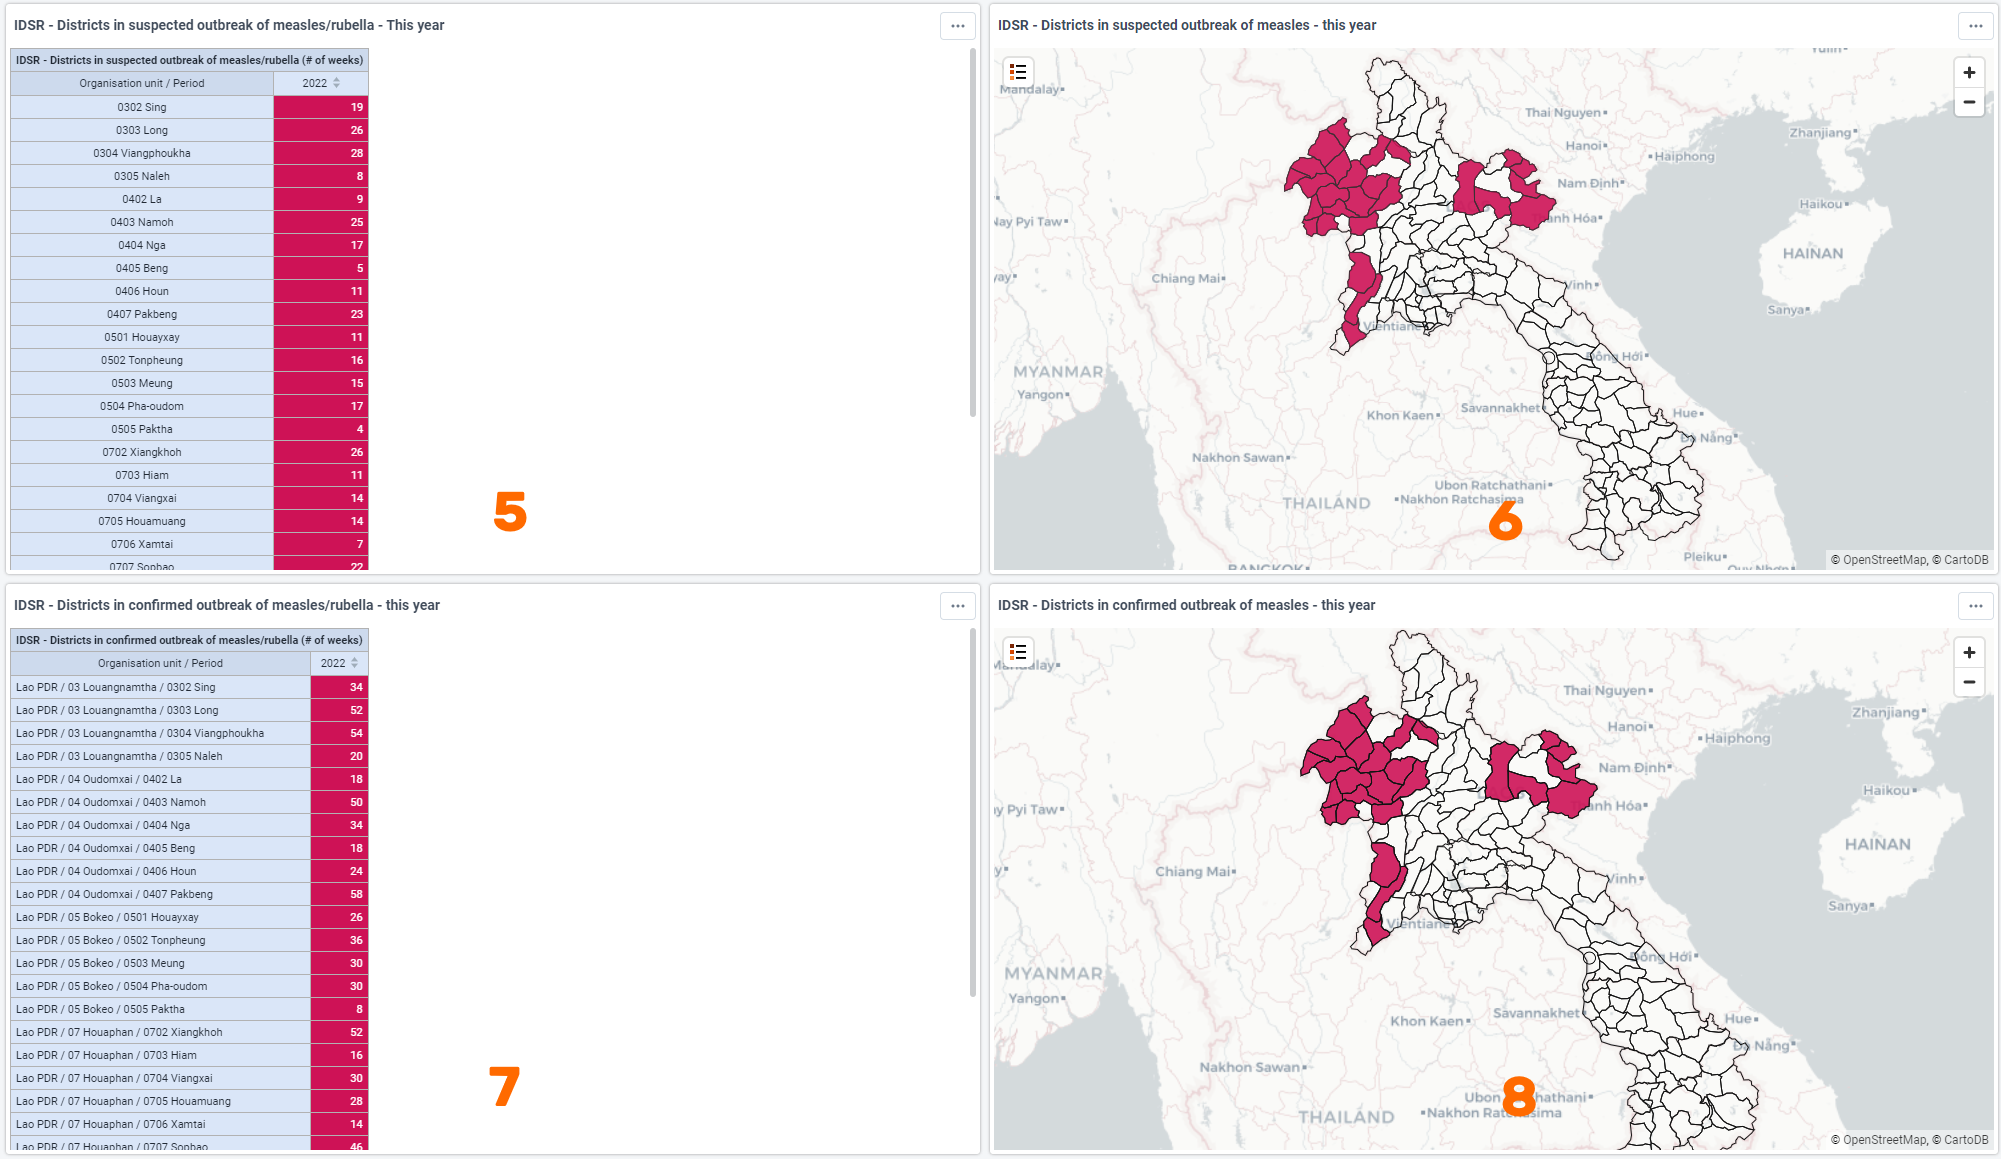 IDSR - Districts in suspected outbreak of measles/rubella - This year
IDSR - Districts in suspected outbreak of measles/rubella (# of weeks)
Organisation unit / Period 2022
0302 Sing 19
0303 Long 26
0304 Viangphoukha 28
0305 Naleh 8
0402 La 9
0403 Namoh 25
0404 Nga 17
0405 Beng 5
0406 Houn 11
0407 Pakbeng 23
0501 Houayxay 11
0502 Tonpheung 16
0503 Meung 15
0504 Pha-oudom 17
0505 Paktha 4
0702 Xiangkhoh 26
0703 Hiam 11
0704 Viangxai 14
0705 Houamuang 14
0706 Xamtai 7
0707 Sopbao 22
5
IDSR - Districts in suspected outbreak of measles - this year
+
−
Yulin
Mandalay
Thai Nguyen
Zhanjiang
Hanoi
Haiphong
Nam Định
Haikou
Nay Pyi Taw
anh Hóa
HAINAN
Chiang Mai
Vinh
Sanya
Vientiane
Đông Hới
MYANMAR
Yangon
Khon Kaen
Savannakhet
Hue
Đà Nẵng
Nakhon Sawan
Ubon Ratchathani
THAILAND
Nakhon Ratchasima
6
Pleiku
BANGKOK
Quy Nhơn
© OpenStreetMap, © CartoDB
IDSR - Districts in confirmed outbreak of measles/rubella - this year
IDSR - Districts in confirmed outbreak of measles/rubella (# of weeks)
Organisation unit / Period 2022
Lao PDR / 03 Louangnamtha / 0302 Sing 34
Lao PDR / 03 Louangnamtha / 0303 Long 52
Lao PDR / 03 Louangnamtha / 0304 Viangphoukha 54
Lao PDR / 03 Louangnamtha / 0305 Naleh 20
Lao PDR / 04 Oudomxai / 0402 La 18
Lao PDR / 04 Oudomxai / 0403 Namoh 50
Lao PDR / 04 Oudomxai / 0404 Nga 34
Lao PDR / 04 Oudomxai / 0405 Beng 18
Lao PDR / 04 Oudomxai / 0406 Houn 24
Lao PDR / 04 Oudomxai / 0407 Pakbeng 58
Lao PDR / 05 Bokeo / 0501 Houayxay 26
Lao PDR / 05 Bokeo / 0502 Tonpheung 36
Lao PDR / 05 Bokeo / 0503 Meung 30
Lao PDR / 05 Bokeo / 0504 Pha-oudom 30
Lao PDR / 05 Bokeo / 0505 Paktha 8
Lao PDR / 07 Houaphan / 0702 Xiangkhoh 52
Lao PDR / 07 Houaphan / 0703 Hiam 16
Lao PDR / 07 Houaphan / 0704 Viangxai 30
Lao PDR / 07 Houaphan / 0705 Houamuang 28
Lao PDR / 07 Houaphan / 0706 Xamtai 14
Lao PDR / 07 Houaphan / 0707 Sopbao 46
7
IDSR - Districts in confirmed outbreak of measles - this year
+
−
Thai Nguyen
Zhanjiang
Hanoi
Haiphong
Nam Định
Haikou
y Pyi Taw
anh Hóa
HAINAN
Chiang Mai
Vinh
Sanya
Vientiane
Đông Hới
MYANMAR
Yangon
Savannakhet
Khon Kaen
Hue
Đà Nẵng
Nakhon Sawan
8
THAILAND
© OpenStreetMap, © CartoDB